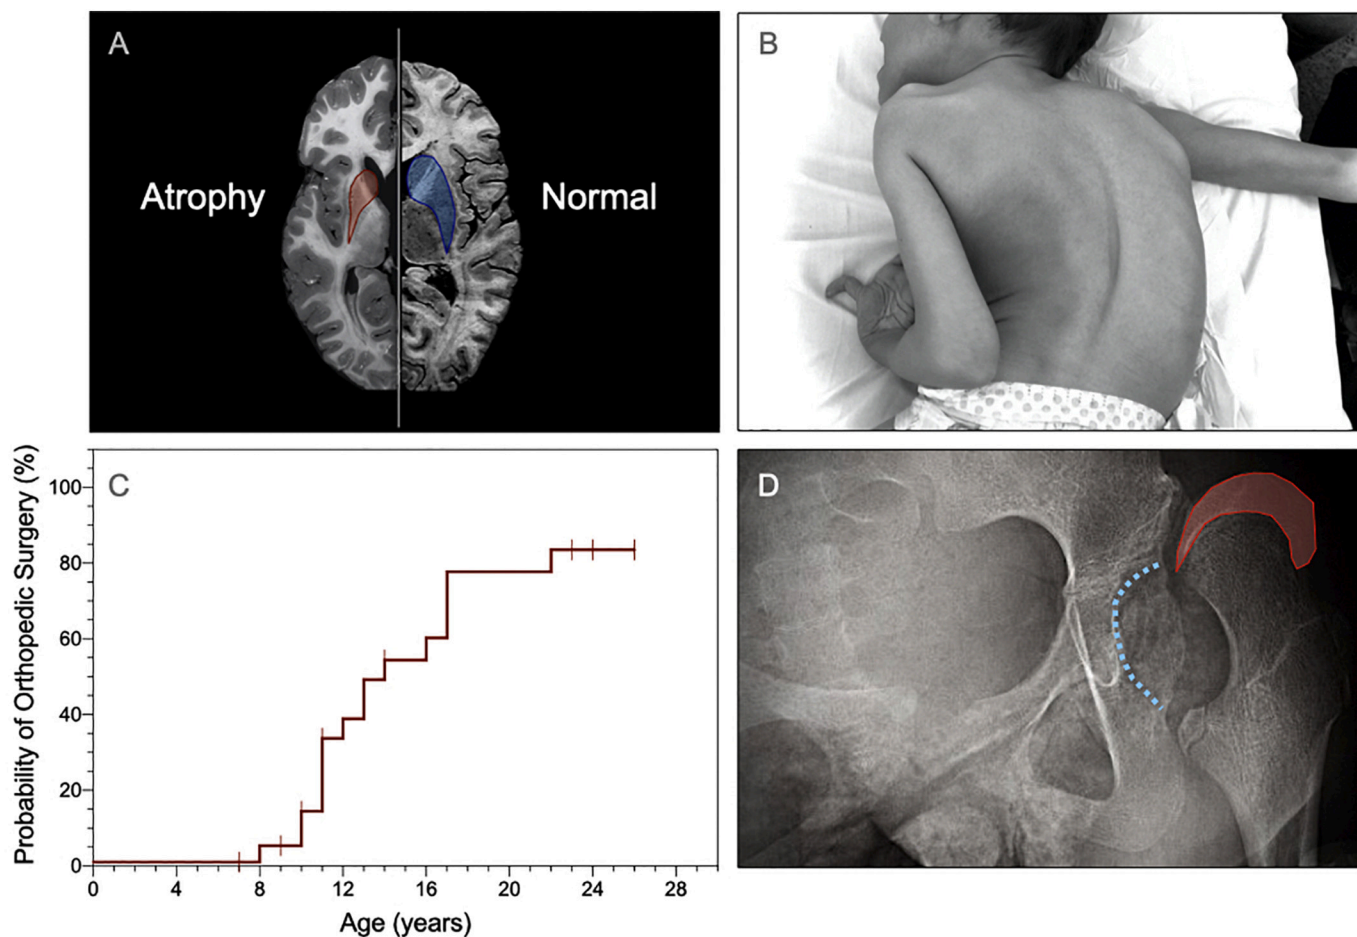 A
Atrophy
Normal
B
C
Probability of Orthopedic Surgery (%)
100
80
60
40
20
0
0 4 8 12 16 20 24 28
Age (years)
D